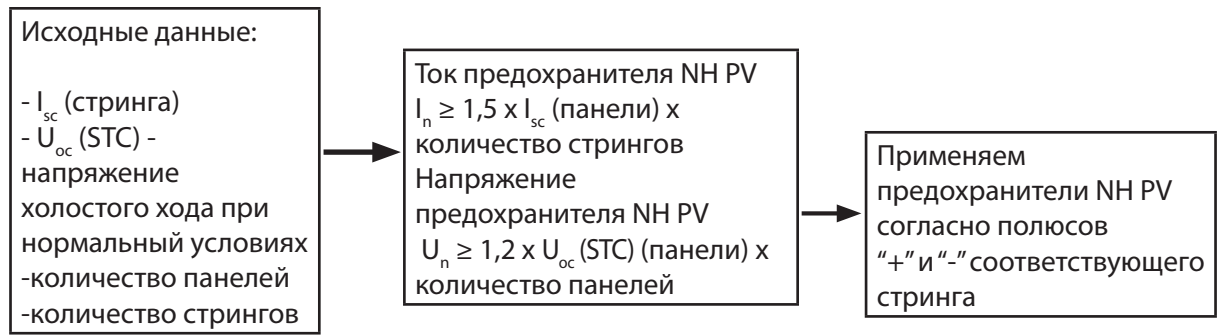 Исходные данные:
- I_sc (стринга)
- U_oc (STC) -
напряжение
холостого хода при
нормальный условиях
-количество панелей
-количество стрингов
Ток предохранителя NH PV
I_n ≥ 1,5 x I_sc (панели) x
количество стрингов
Напряжение
предохранителя NH PV
U_n ≥ 1,2 x U_oc (STC) (панели) x
количество панелей
Применяем
предохранители NH PV
согласно полюсов
“+” и “-” соответствующего
стринга